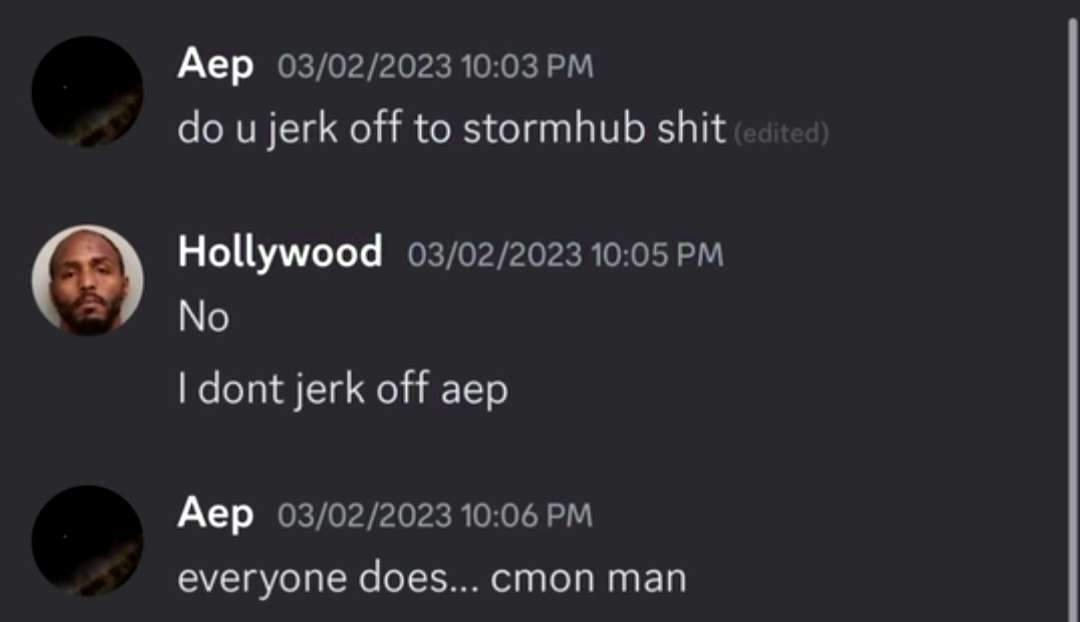 Aep 03/02/2023 10:03 PM
do u jerk off to stormhub shit (edited)
Hollywood 03/02/2023 10:05 PM
No
I dont jerk off aep
Aep 03/02/2023 10:06 PM
everyone does... cmon man